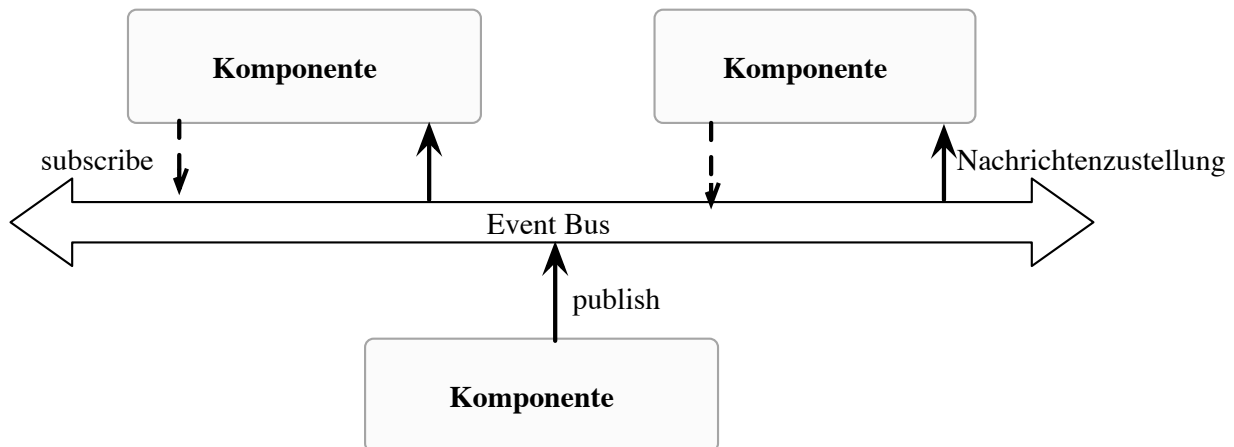 Komponente
Komponente
subscribe
Nachrichtenzustellung
Event Bus
publish
Komponente